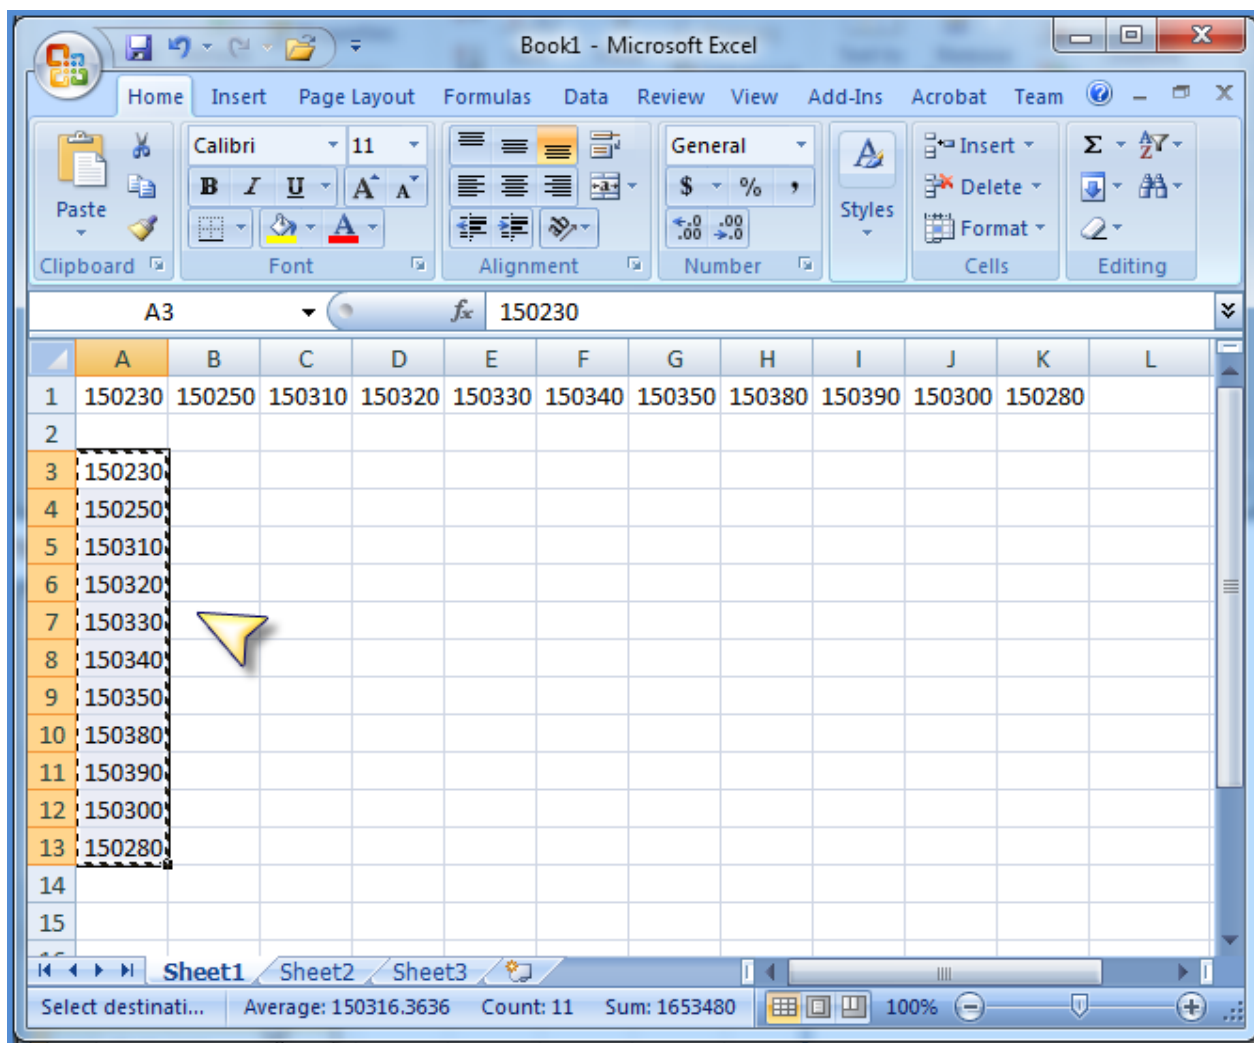 Book1 - Microsoft Excel
Home Insert Page Layout Formulas Data Review View Add-Ins Acrobat Team
Calibri 11 General Insert Σ
B I U A A $ % , Delete
Paste Styles
A .00 .0 Format
Clipboard Font Alignment Number Cells Editing
A3 fx 150230
A B C D E F G H I J K L
1 150230 150250 150310 150320 150330 150340 150350 150380 150390 150300 150280
2
3 150230
4 150250
5 150310
6 150320
7 150330
8 150340
9 150350
10 150380
11 150390
12 150300
13 150280
14
15
Sheet1 Sheet2 Sheet3
Select destinati... Average: 150316.3636 Count: 11 Sum: 1653480 100%